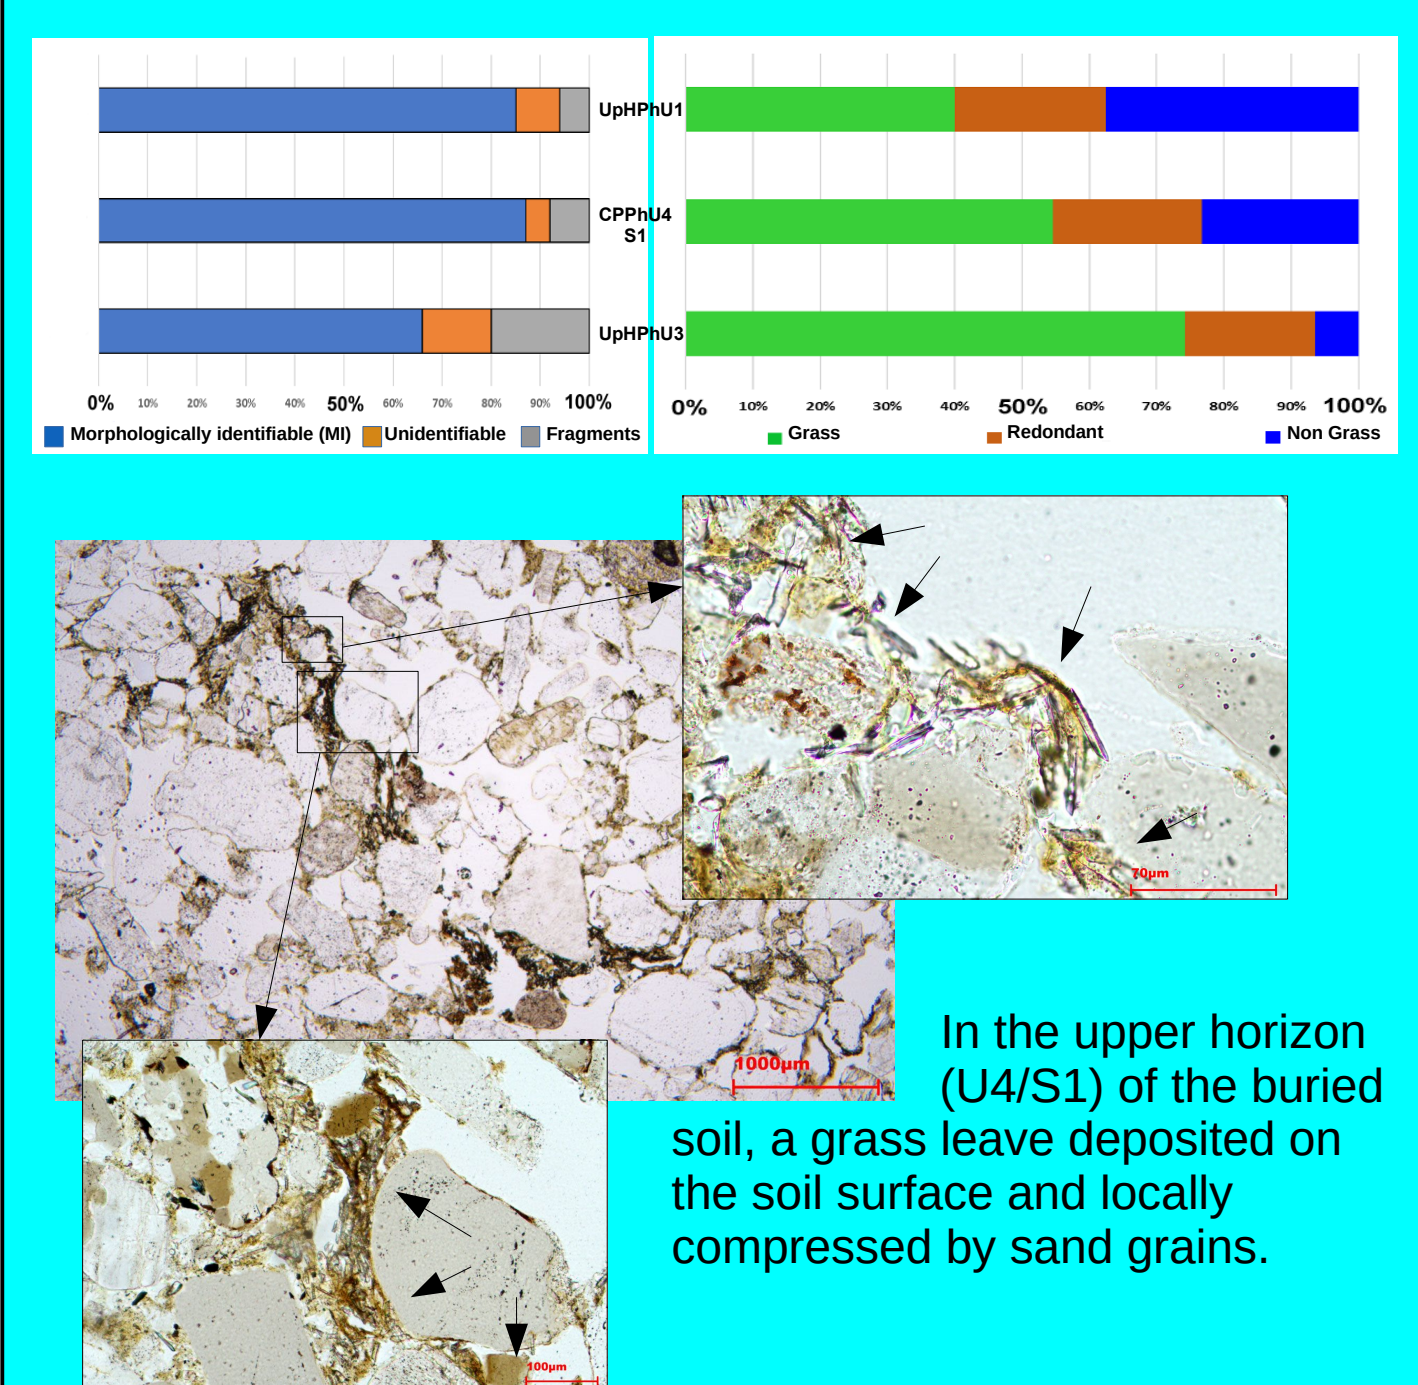 UpHPhU1
CPPhU4
S1
UpHPhU3
0% 10% 20% 30% 40% 50% 60% 70% 80% 90% 100%
Morphologically identifiable (MI) Unidentifiable Fragments
0% 10% 20% 30% 40% 50% 60% 70% 80% 90% 100%
Grass Redondant Non Grass
70µm
1000µm
100µm
In the upper horizon
(U4/S1) of the buried
soil, a grass leave deposited on
the soil surface and locally
compressed by sand grains.